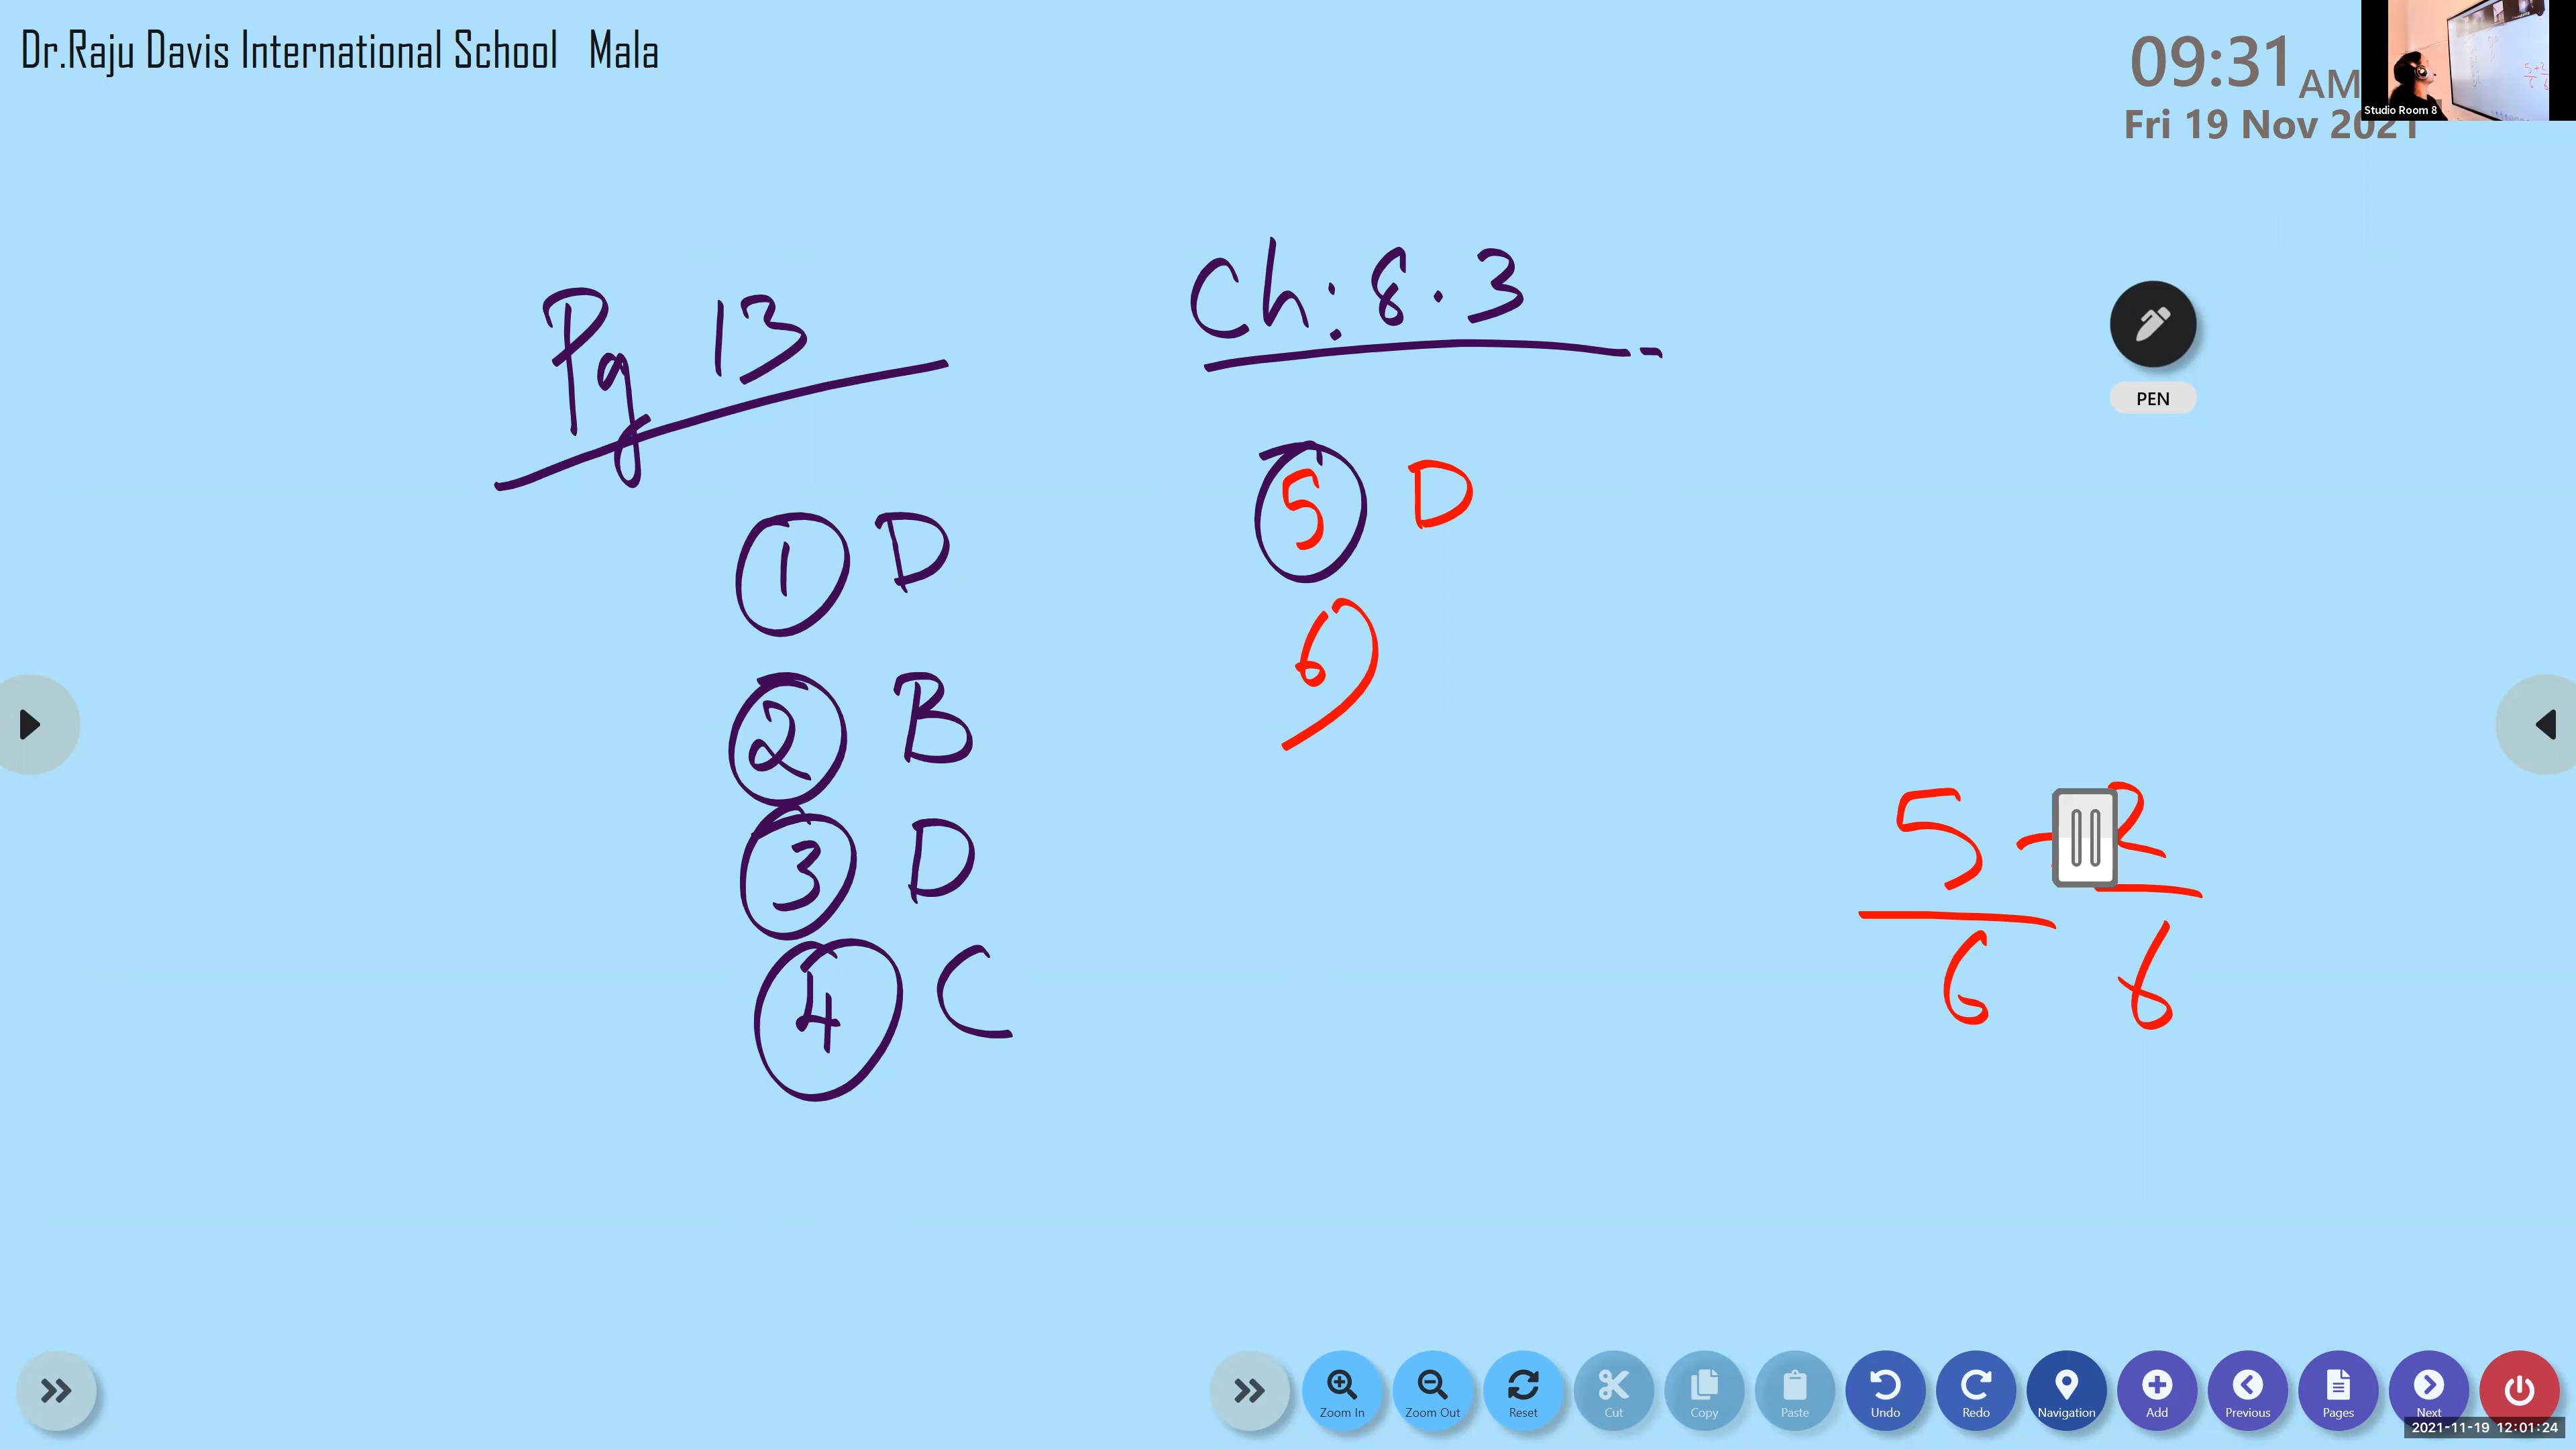 Dr.Raju Davis International School Mala
09:31 AM
Fri 19 Nov 2021
Studio Room 8
Pg 13
Ch: 8.3
PEN
1 D
2 B
3 D
4 C
5 D
6
5 2
6 6
Zoom In Zoom Out Reset Cut Copy Paste Undo Redo Navigation Add Previous Pages Next
2021-11-19 12:01:24